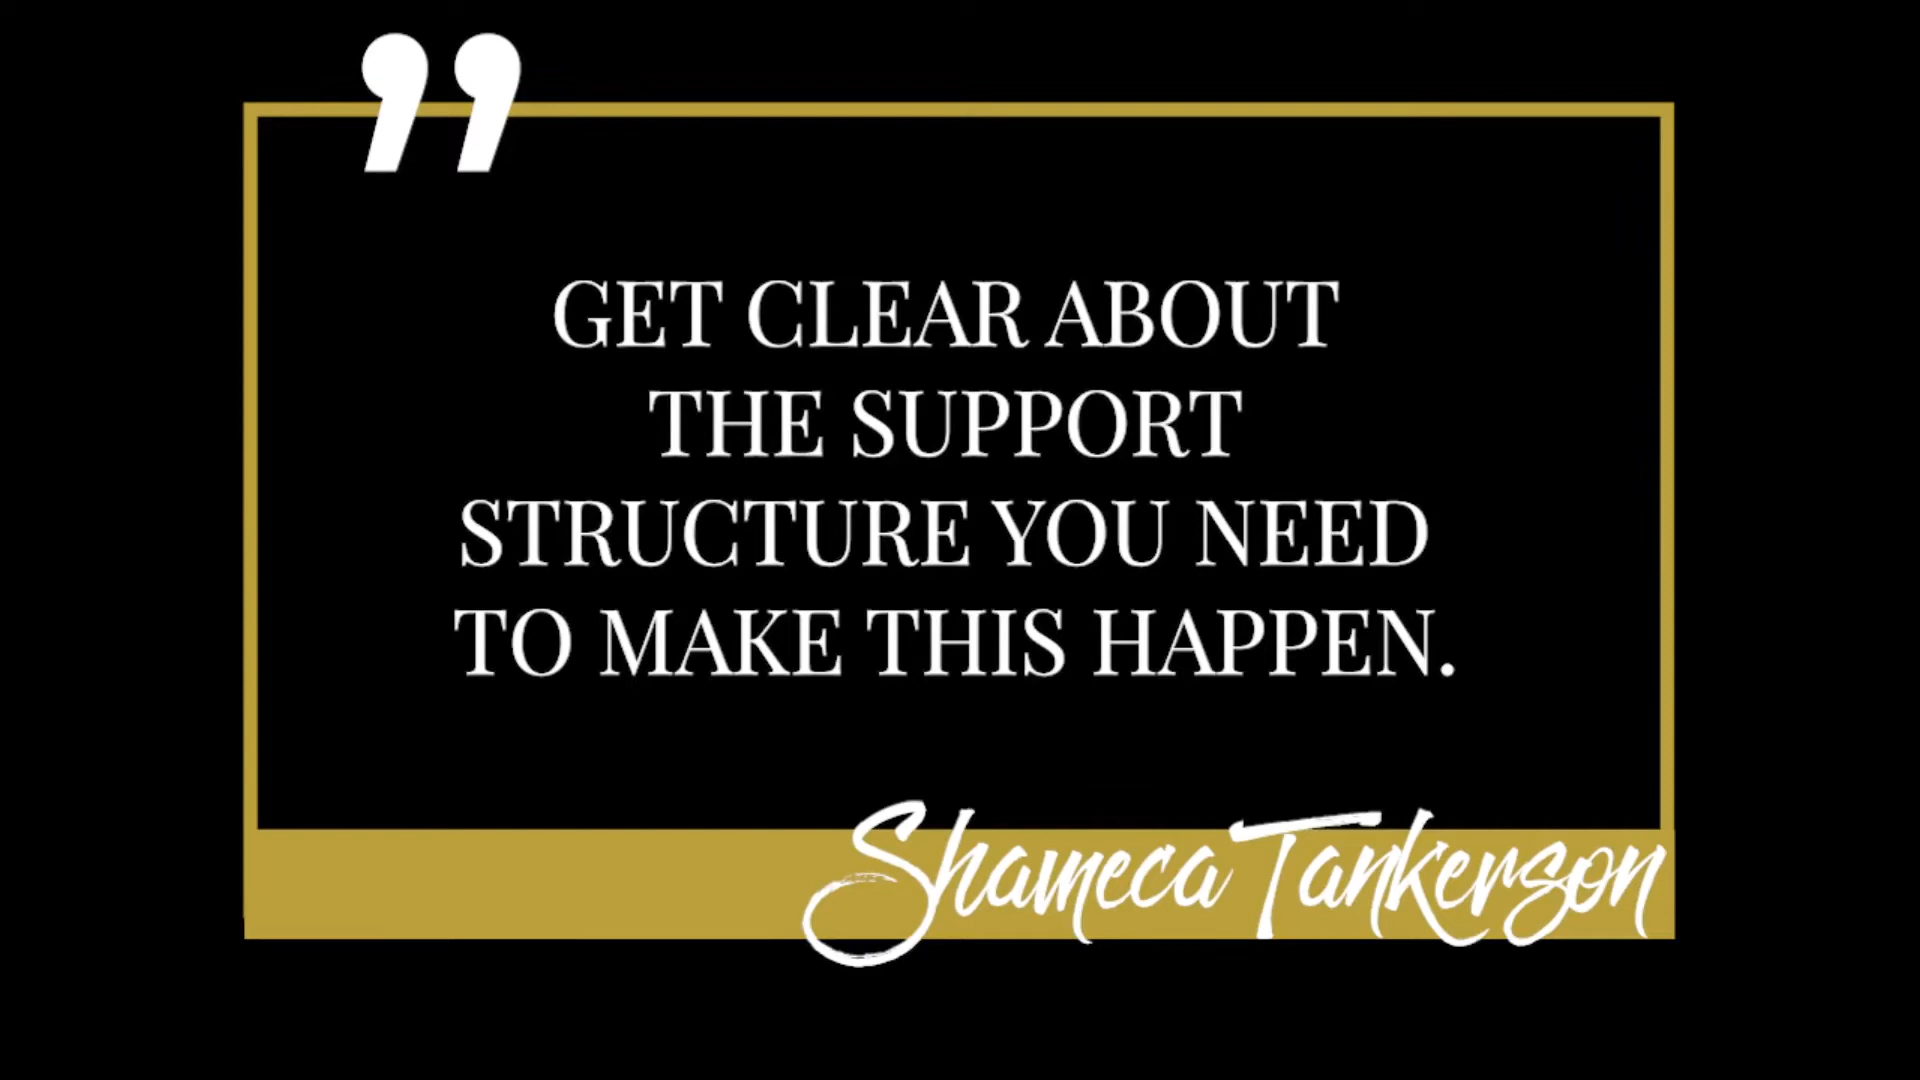 ”
GET CLEAR ABOUT
THE SUPPORT
STRUCTURE YOU NEED
TO MAKE THIS HAPPEN.
Shameca Tankerson